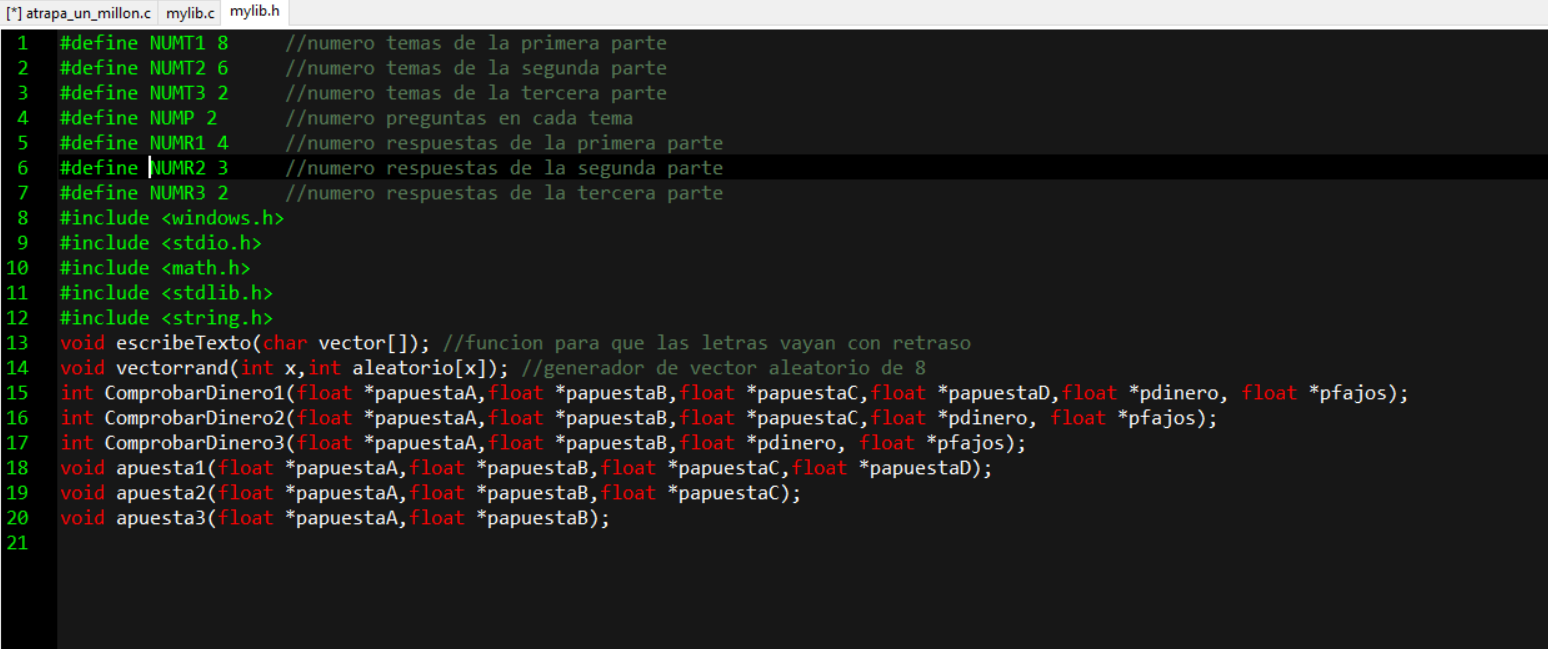 [*] atrapa_un_millon.c mylib.c mylib.h
1 #define NUMT1 8 //numero temas de la primera parte
2 #define NUMT2 6 //numero temas de la segunda parte
3 #define NUMT3 2 //numero temas de la tercera parte
4 #define NUMP 2 //numero preguntas en cada tema
5 #define NUMR1 4 //numero respuestas de la primera parte
6 #define NUMR2 3 //numero respuestas de la segunda parte
7 #define NUMR3 2 //numero respuestas de la tercera parte
8 #include <windows.h>
9 #include <stdio.h>
10 #include <math.h>
11 #include <stdlib.h>
12 #include <string.h>
13 void escribeTexto(char vector[]); //funcion para que las letras vayan con retraso
14 void vectorrand(int x,int aleatorio[x]); //generador de vector aleatorio de 8
15 int ComprobarDinero1(float *papuestaA,float *papuestaB,float *papuestaC,float *papuestaD,float *pdinero, float *pfajos);
16 int ComprobarDinero2(float *papuestaA,float *papuestaB,float *papuestaC,float *pdinero, float *pfajos);
17 int ComprobarDinero3(float *papuestaA,float *papuestaB,float *pdinero, float *pfajos);
18 void apuesta1(float *papuestaA,float *papuestaB,float *papuestaC,float *papuestaD);
19 void apuesta2(float *papuestaA,float *papuestaB,float *papuestaC);
20 void apuesta3(float *papuestaA,float *papuestaB);
21